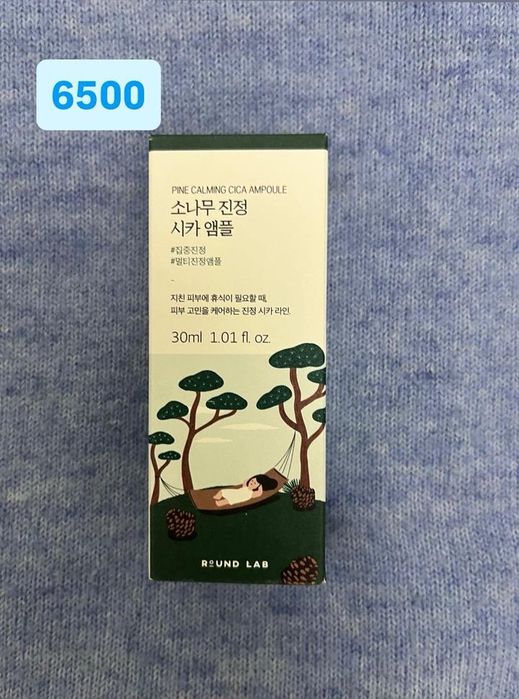 6500
PINE CALMING CICA AMPOULE
소나무 진정
시카 앰플
#집중진정
#멀티진정앰플
-
지친 피부에 휴식이 필요할 때,
피부 고민을 케어하는 진정 시카 라인.
30ml 1.01 fl. oz.
ROUND LAB